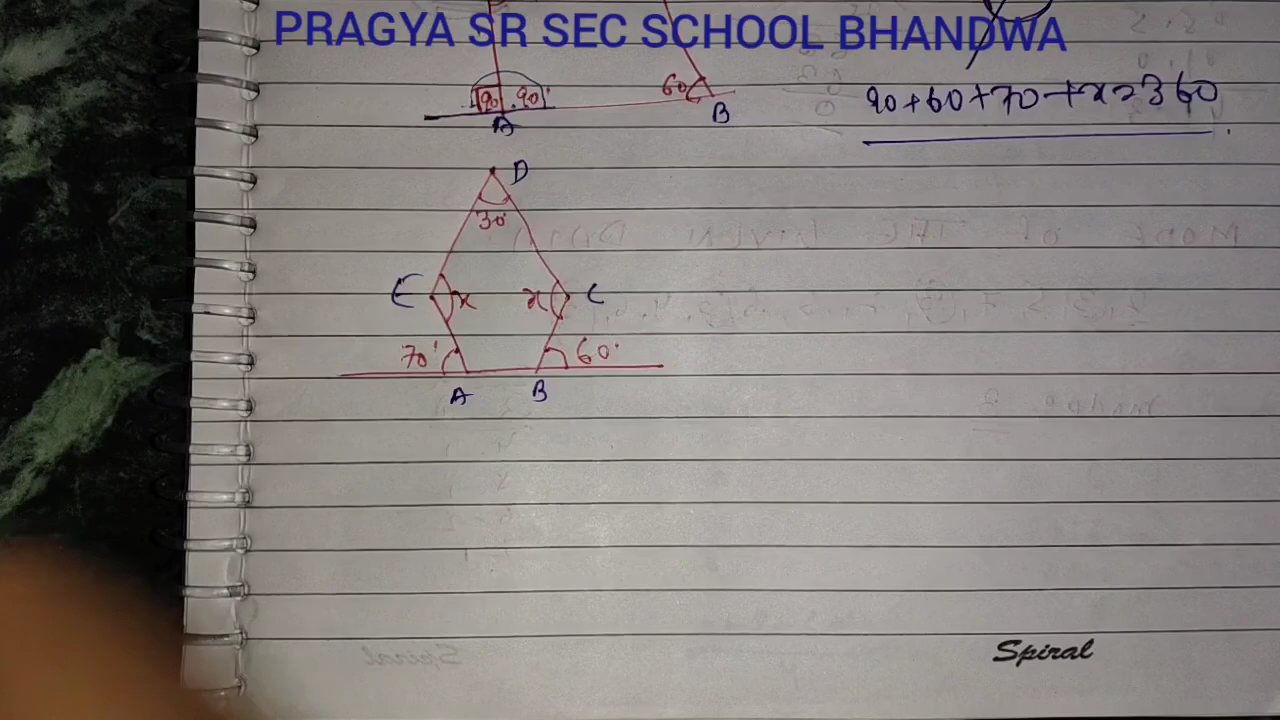 PRAGYA SR SEC SCHOOL BHANDWA
90 90 60
A B
90+60+70+x=360
D
30°
E x x C
70° 60°
A B
Spiral